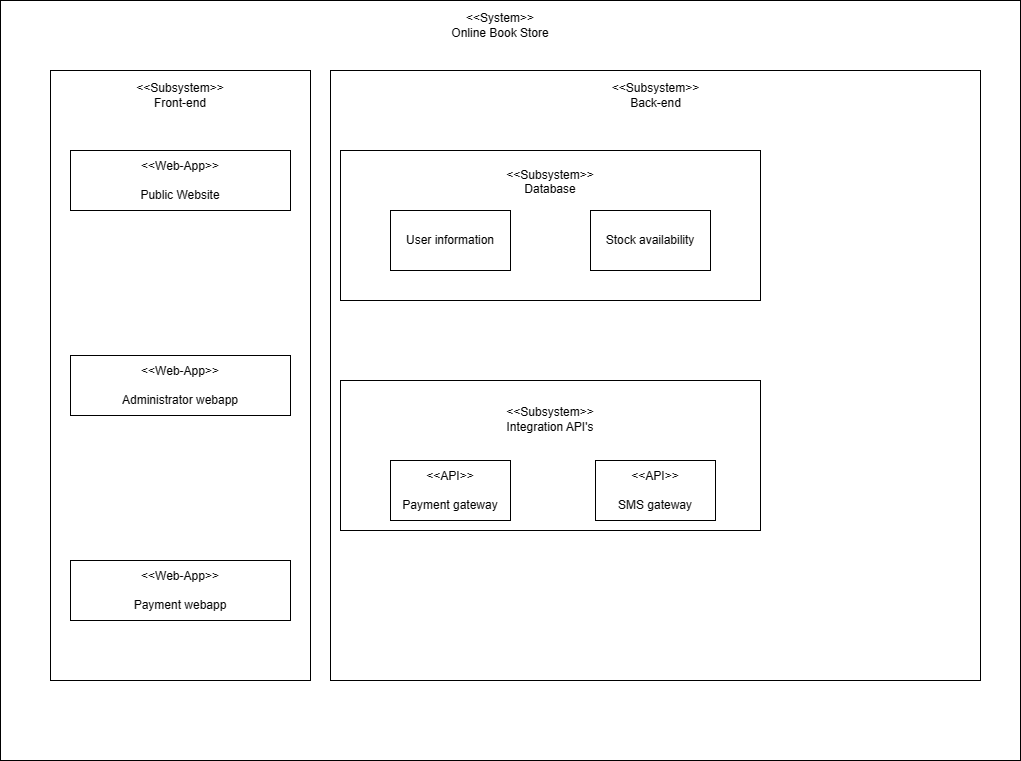 <<System>>
Online Book Store
<<Subsystem>>
Front-end
<<Web-App>>
Public Website
<<Web-App>>
Administrator webapp
<<Web-App>>
Payment webapp
<<Subsystem>>
Back-end
<<Subsystem>>
Database
User information
Stock availability
<<Subsystem>>
Integration API's
<<API>>
Payment gateway
<<API>>
SMS gateway